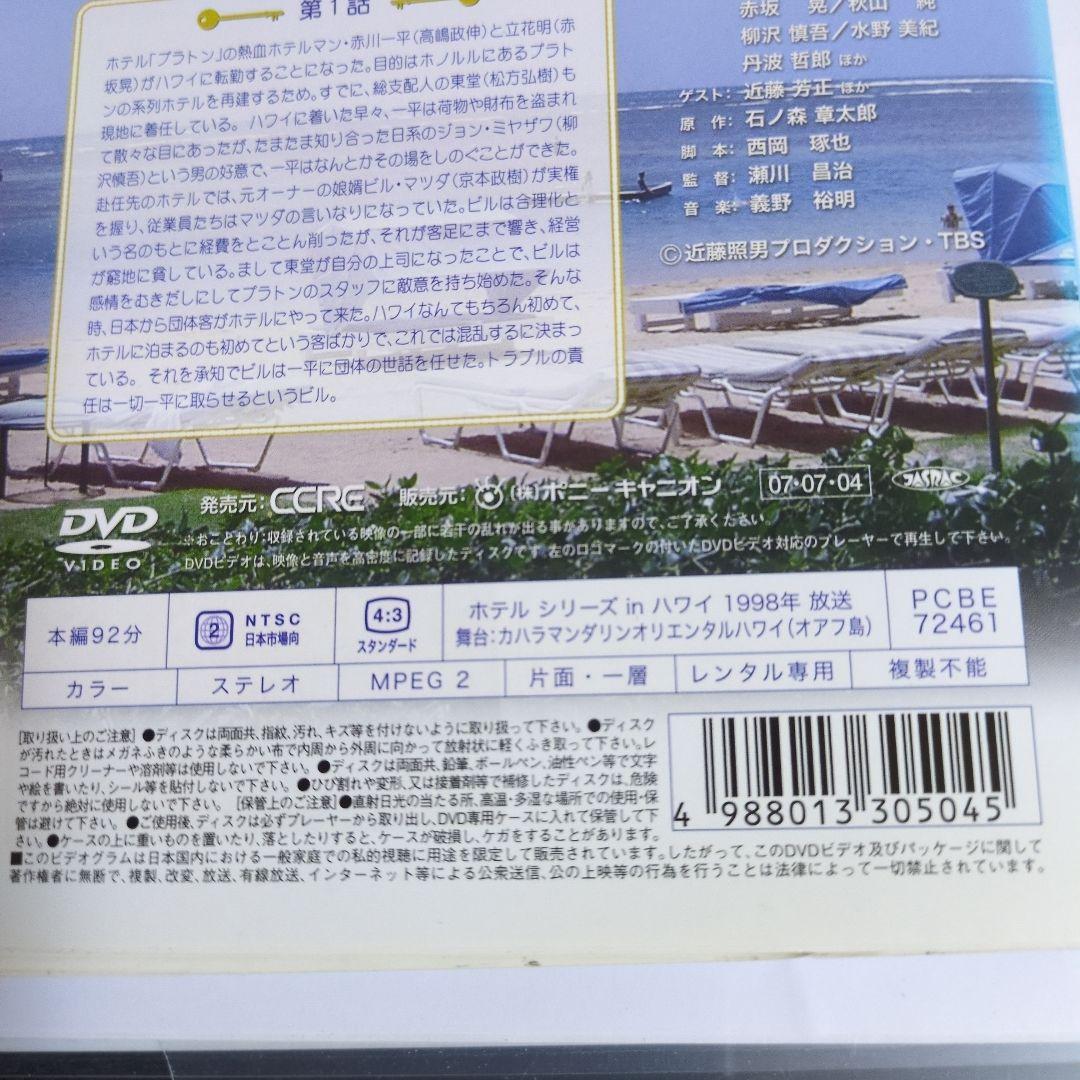 第1話
ホテル「プラトン」の熱血ホテルマン・赤川一平(高嶋政伸)と立花明(赤
坂晃)がハワイに転勤することになった。目的はホノルルにあるプラト
ンの系列ホテルを再建するため。すでに、総支配人の東堂(松方弘樹)も
現地に着任している。 ハワイに着いた早々、一平は荷物や財布を盗まれ
て散々な目にあったが、たまたま知り合った日系のジョン・ミヤザワ(柳
沢慎吾)という男の好意で、一平はなんとかその場をしのぐことができた。
赴任先のホテルでは、元オーナーの娘婿ビル・マツダ(京本政樹)が実権
を握り、従業員たちはマツダの言いなりになっていた。ビルは合理化と
いう名のもとに経費をとことん削ったが、それが客足にまで響き、経営
が窮地に貧している。まして東堂が自分の上司になったことで、ビルは
感情をむきだしにしてプラトンのスタッフに敵意を持ち始めた。そんな
時、日本から団体客がホテルにやって来た。ハワイなんてもちろん初めて、
ホテルに泊まるのも初めてという客ばかりで、これでは混乱するに決まっ
ている。 それを承知でビルは一平に団体の世話を任せた。トラブルの責
任は一切一平に取らせるというビル。
赤坂 晃/秋山 純
柳沢 慎吾/水野 美紀
丹波 哲郎 ほか
ゲスト: 近藤 芳正 ほか
原 作: 石ノ森 章太郎
脚 本: 西岡 琢也
監 督: 瀬川 昌治
音 楽: 義野 裕明
©近藤照男プロダクション・TBS
DVD VIDEO
発売元: CCRE 販売元: (株)ポニーキャニオン 07・07・04 JASRAC
※おことわり:収録されている映像の一部に若干の乱れが出る事がありますので、ご了承ください。
DVDビデオは、映像と音声を高密度に記録したディスクです。左のロゴマークの付いたDVDビデオ対応のプレーヤーで再生して下さい。
本編92分
2 NTSC 日本市場向
4:3 スタンダード
ホテル シリーズ in ハワイ 1998年 放送
舞台:カハラマンダリンオリエンタルハワイ(オアフ島)
PCBE
72461
カラー ステレオ MPEG 2 片面・一層 レンタル専用 複製不能
[取り扱い上のご注意] ●ディスクは両面共、指紋、汚れ、キズ等を付けないように取り扱って下さい。●ディスク
が汚れたときはメガネふきのような柔らかい布で内周から外周に向かって放射状に軽くふき取って下さい。レ
コード用クリーナーや溶剤等は使用しないで下さい。●ディスクは両面共、鉛筆、ボールペン、油性ペン等で文字
や絵を書いたり、シール等を貼付しないで下さい。●ひび割れや変形、又は接着剤等で補修したディスクは、危険
ですから絶対に使用しないで下さい。 [保管上のご注意]●直射日光の当たる所、高温・多湿な場所での使用・保
管は避けて下さい。●ご使用後、ディスクは必ずプレーヤーから取り出し、DVD専用ケースに入れて保管して下
さい。●ケースの上に重いものを置いたり、落としたりすると、ケースが破損し、ケガをすることがあります。
■このビデオグラムは日本国内における一般家庭での私的視聴に用途を限定して販売されています。したがって、このDVDビデオ及びパッケージに関して
著作権者に無断で、複製、改変、放送、有線放送、インターネット等による公衆送信、公の上映等の行為を行うことは法律によって一切禁止されています。
4 988013 305045